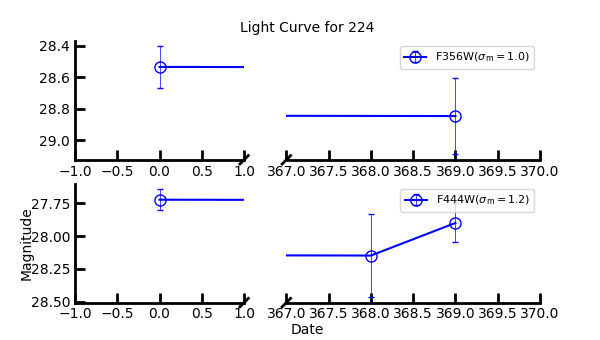 Light Curve for 224
28.4
28.6
28.8
29.0
F356W(σm = 1.0)
−1.0 −0.5 0.0 0.5 1.0 367.0 367.5 368.0 368.5 369.0 369.5 370.0
27.75
28.00
28.25
28.50
F444W(σm = 1.2)
Magnitude
−1.0 −0.5 0.0 0.5 1.0 367.0 367.5 368.0 368.5 369.0 369.5 370.0
Date